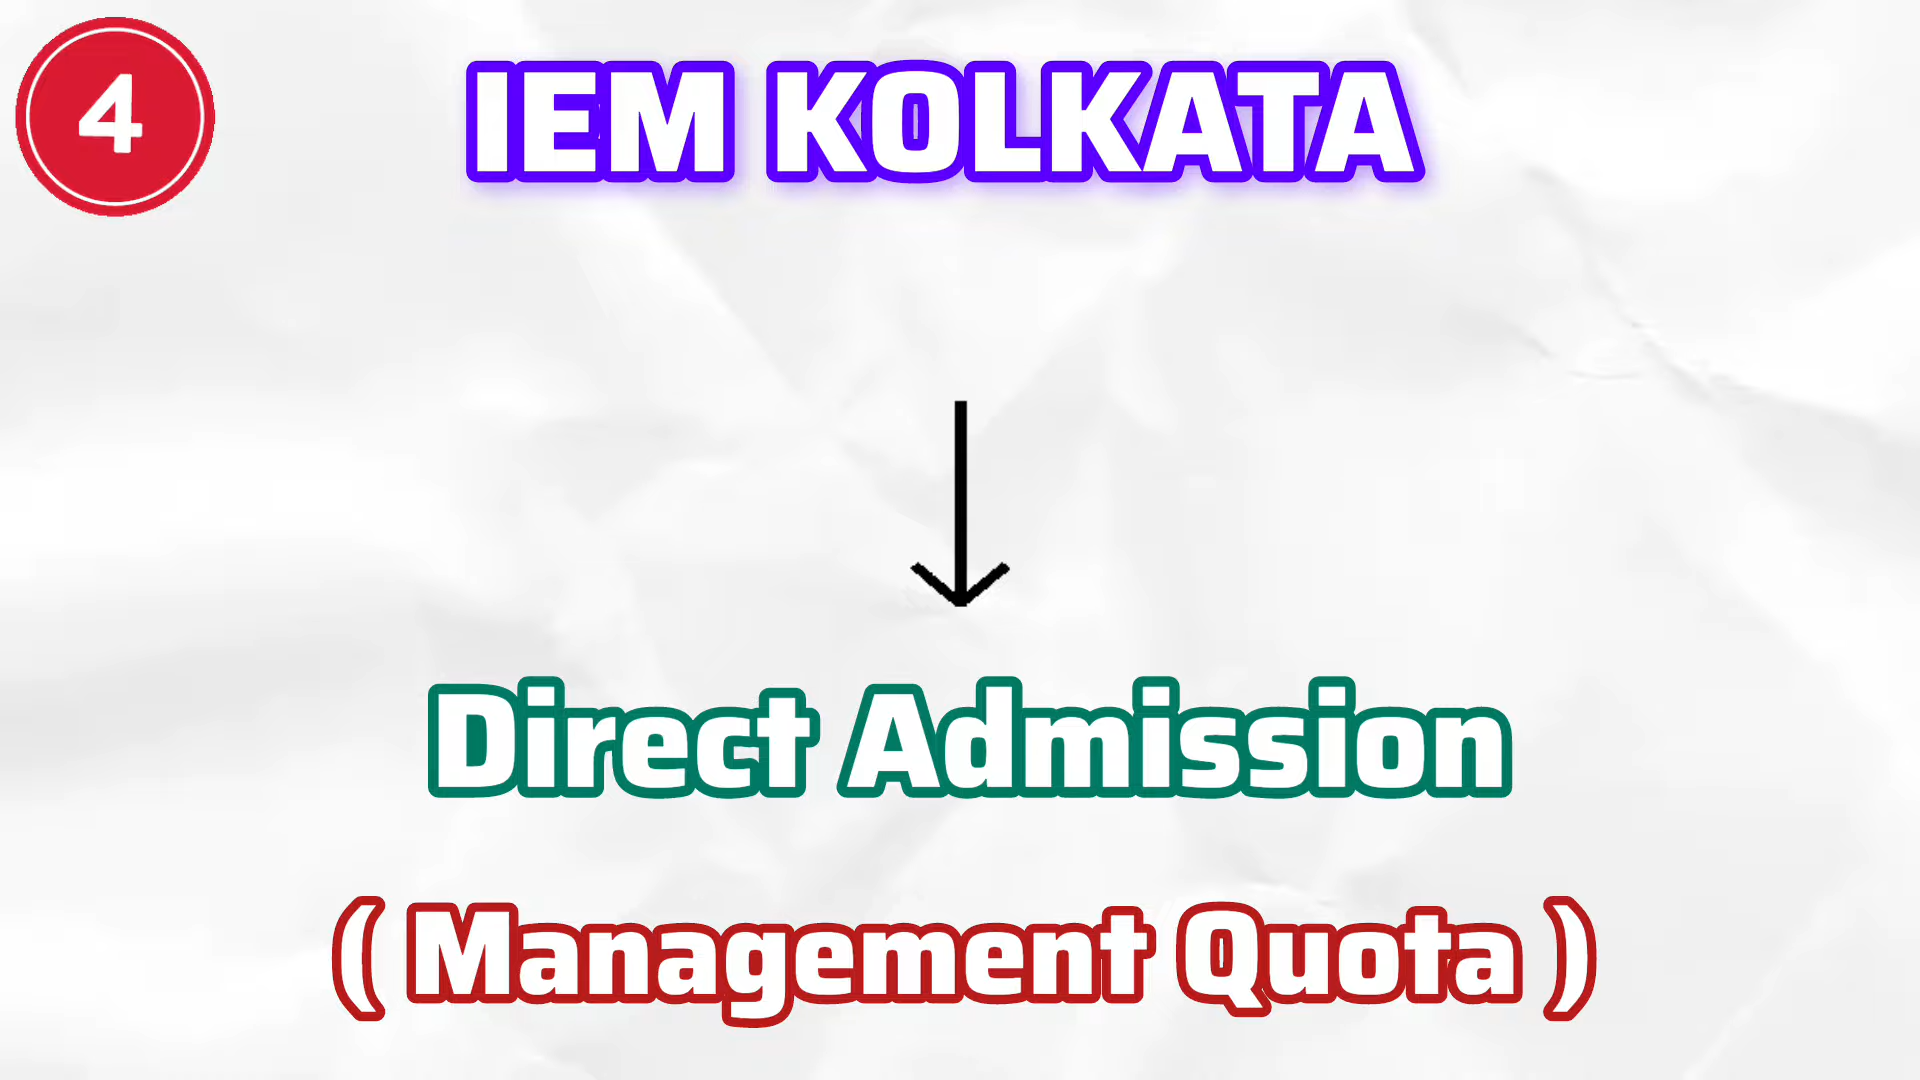 4
IEM KOLKATA
Direct Admission
( Management Quota )